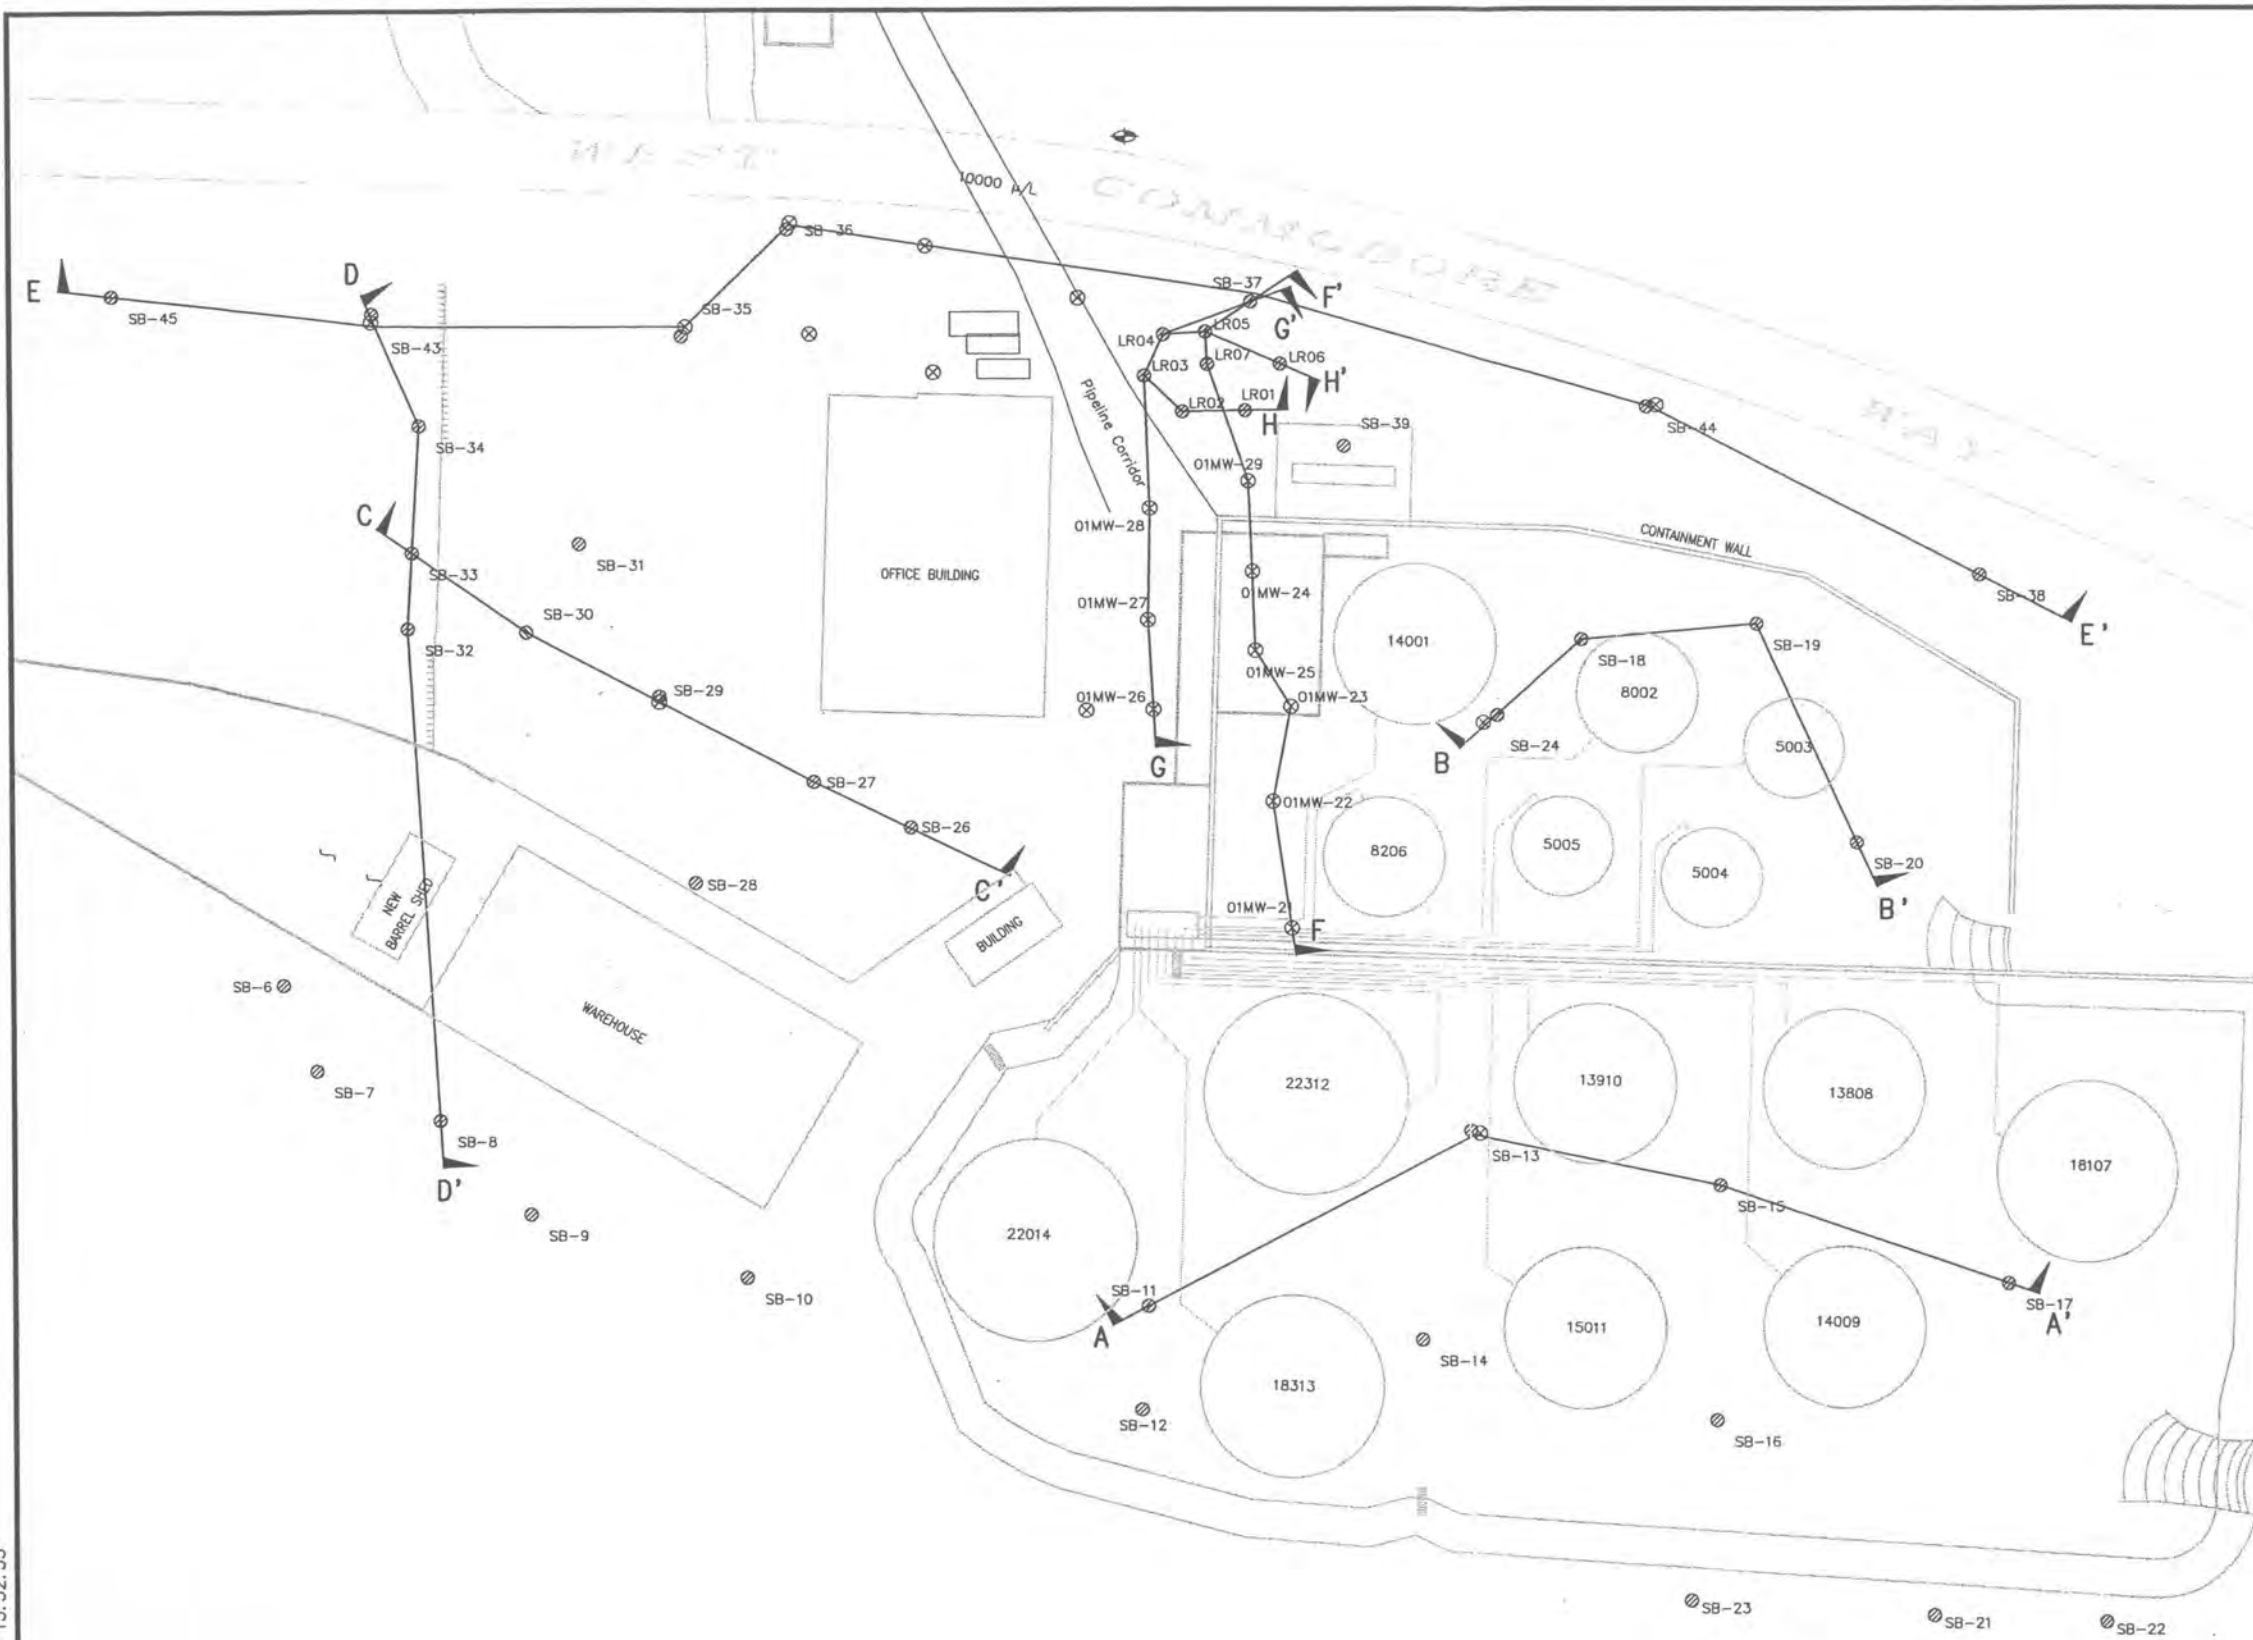 WEST
COMMODORE
WAY
10000 µ/L
SB-36
SB-37
F'
G'
D
E
SB-45
SB-43
SB-35
LR04
LR05
LR07
LR06
LR03
H'
LR02
LR01
H
SB-39
SB-44
Pipeline Corridor
SB-34
01MW-29
C
01MW-28
CONTAINMENT WALL
SB-33
SB-31
OFFICE BUILDING
01MW-24
SB-38
E'
SB-30
01MW-27
14001
SB-18
SB-19
SB-32
01MW-25
SB-29
01MW-26
01MW-23
8002
SB-24
5003
G
B
SB-27
01MW-22
SB-26
8206
5005
5004
SB-20
C'
SB-28
B'
NEW
BARREL SHED
BUILDING
01MW-21
F
SB-6
WAREHOUSE
SB-7
22312
13910
13808
SB-8
D'
SB-13
18107
SB-15
SB-9
22014
SB-10
SB-11
A
SB-17
A'
SB-14
15011
14009
18313
SB-12
SB-16
SB-23
SB-21
SB-22